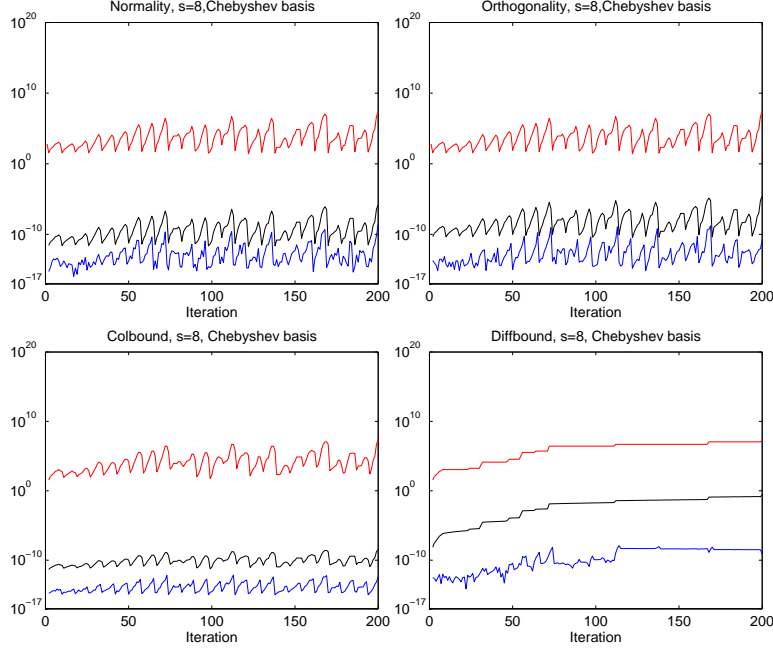 Normality, s=8,Chebyshev basis
10^20
10^10
10^0
10^−10
10^−17
0 50 100 150 200
Iteration
Orthogonality, s=8,Chebyshev basis
10^20
10^10
10^0
10^−10
10^−17
0 50 100 150 200
Iteration
Colbound, s=8, Chebyshev basis
10^20
10^10
10^0
10^−10
10^−17
0 50 100 150 200
Iteration
Diffbound, s=8, Chebyshev basis
10^20
10^10
10^0
10^−10
10^−17
0 50 100 150 200
Iteration